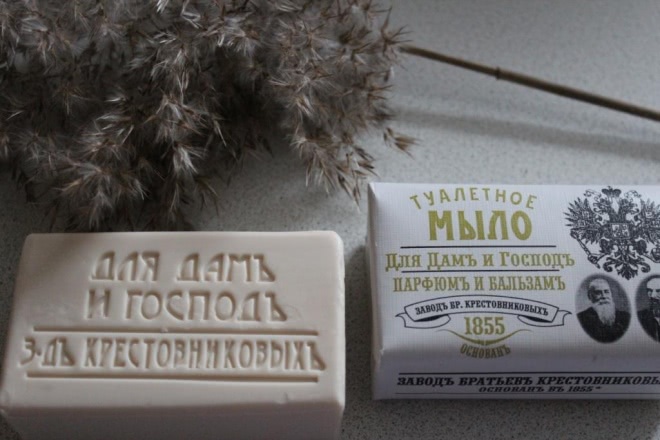 ДЛЯ ДАМЪ
И ГОСПОДЪ
З-ДЪ КРЕСТОВНИКОВЫХЪ
ТУАЛЕТНОЕ
МЫЛО
Для Дамъ и Господъ
ПАРФЮМЪ И БАЛЬЗАМЪ
ЗАВОДЪ БР. КРЕСТОВНИКОВЫХЪ
1855
ОСНОВАНЪ
ЗАВОДЪ БРАТЬЕВЪ КРЕСТОВНИКОВЫ
ОСНОВАНЪ ВЪ 1855